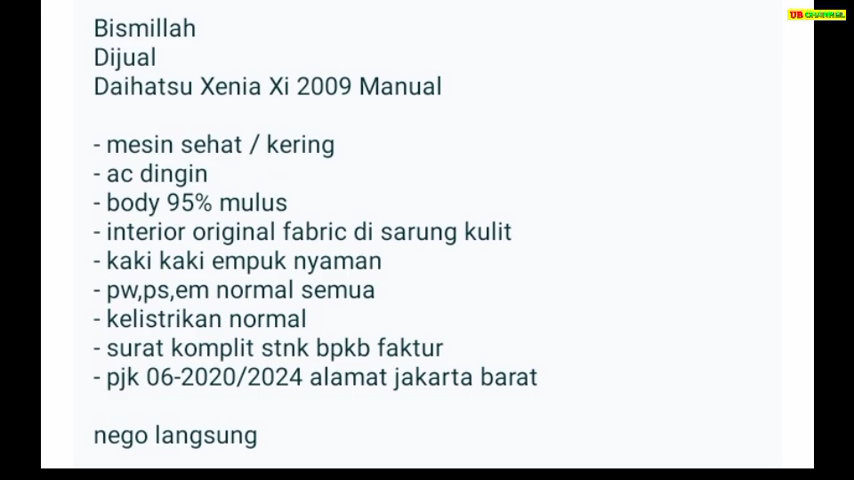 UB CHANNEL
Bismillah
Dijual
Daihatsu Xenia Xi 2009 Manual
- mesin sehat / kering
- ac dingin
- body 95% mulus
- interior original fabric di sarung kulit
- kaki kaki empuk nyaman
- pw,ps,em normal semua
- kelistrikan normal
- surat komplit stnk bpkb faktur
- pjk 06-2020/2024 alamat jakarta barat
nego langsung